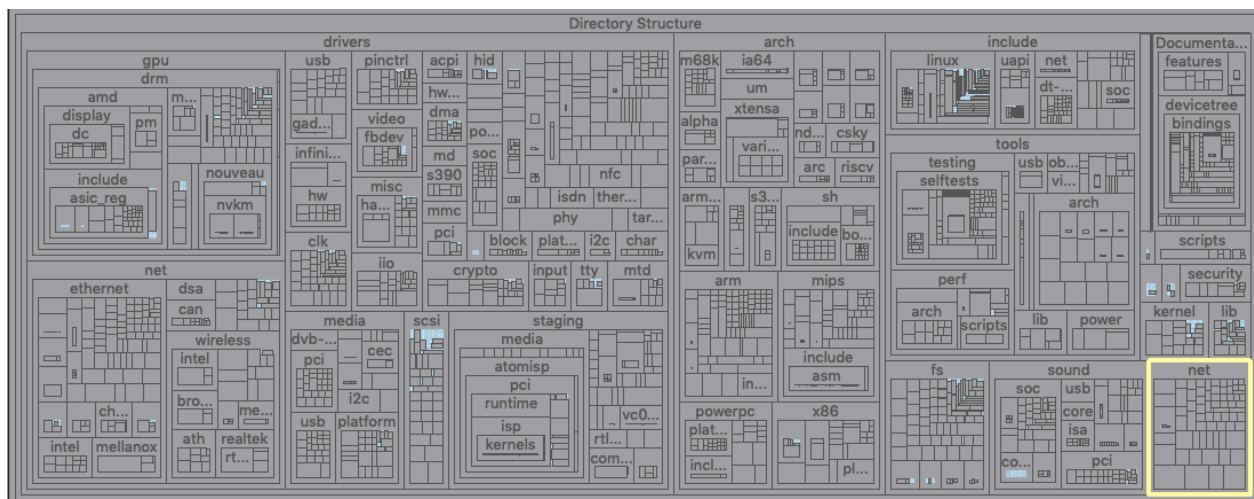 Directory Structure
drivers
gpu
drm
amd
display
dc
pm
include
asic_reg
m...
nouveau
nvkm
net
ethernet
ch...
intel
mellanox
dsa
can
wireless
intel
bro...
me...
ath
realtek
rt...
usb
gad...
infini...
hw
clk
pinctrl
video
fbdev
misc
ha...
iio
acpi
hw...
dma
md
s390
mmc
pci
crypto
hid
po...
soc
block
plat...
i2c
char
nfc
isdn
ther...
phy
tar...
input
tty
mtd
media
dvb-...
pci
usb
cec
i2c
platform
scsi
staging
media
atomisp
pci
runtime
isp
kernels
vc0...
rtl...
com...
arch
m68k
alpha
par...
ia64
um
xtensa
vari...
nd...
csky
arc
riscv
arm...
kvm
s3...
sh
include
bo...
arm
in...
mips
include
asm
powerpc
plat...
incl...
x86
pl...
include
linux
uapi
net
dt-...
soc
tools
testing
selftests
usb
ob...
vi...
arch
perf
arch
scripts
lib
power
fs
sound
soc
co...
usb
core
isa
pci
Documenta...
features
devicetree
bindings
scripts
security
kernel
lib
net